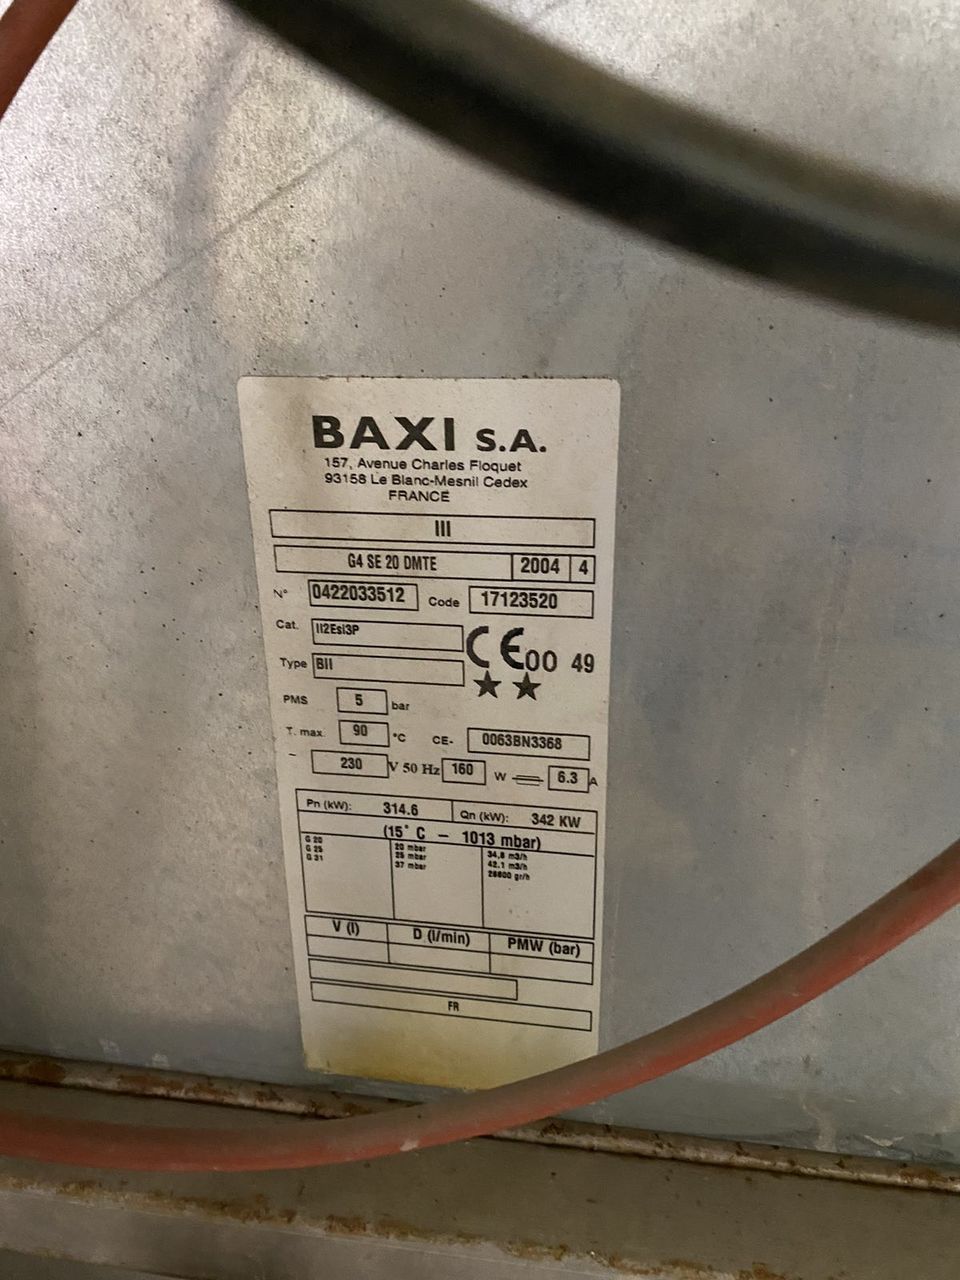 BAXI S.A.
157, Avenue Charles Floquet
93158 Le Blanc-Mesnil Cedex
FRANCE
III
G4 SE 20 DMTE 2004 4
N° 0422033512 Code 17123520
Cat. II2Esi3P
CE 00 49
Type BII
PMS 5 bar
T. max. 90 °C CE- 0063BN3368
~ 230 V 50 Hz 160 W 6.3 A
Pn (kW): 314.6 Qn (kW): 342 KW
(15° C – 1013 mbar)
G 20 20 mbar 34,8 m3/h
G 25 25 mbar 42.1 m3/h
G 31 37 mbar 26600 gr/h
V (l) D (l/min) PMW (bar)
FR